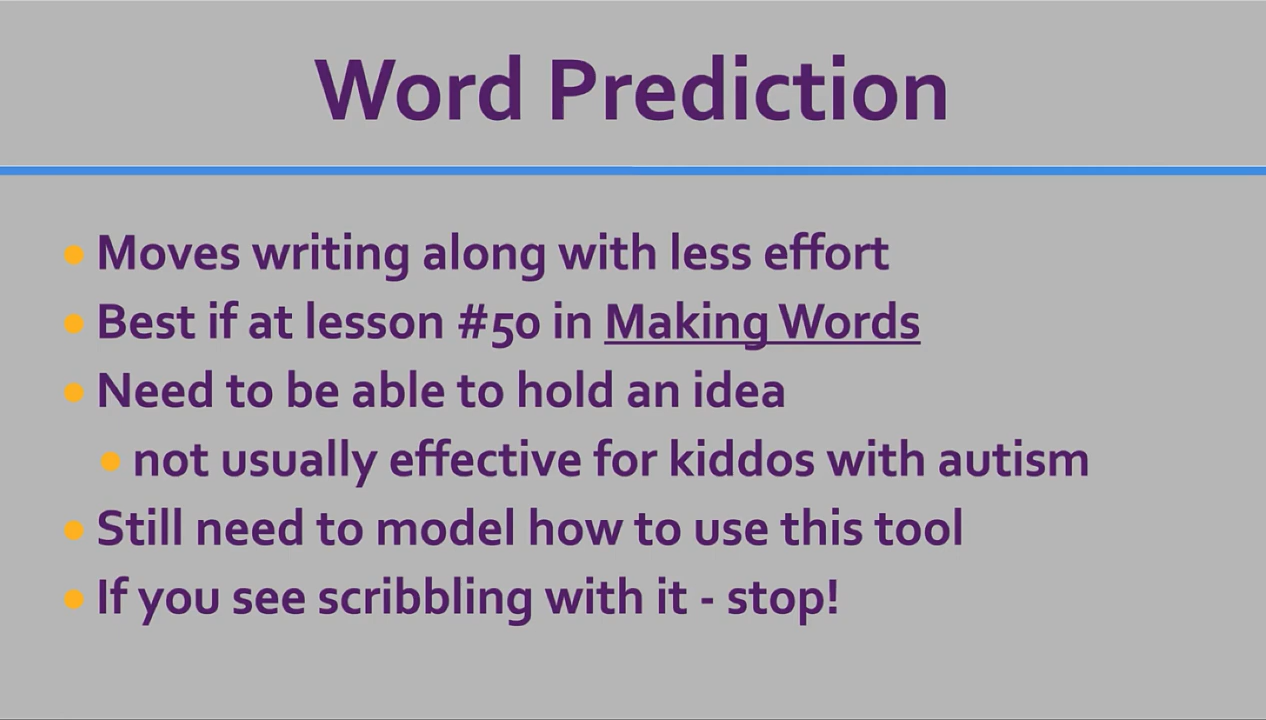 Word Prediction
Moves writing along with less effort
Best if at lesson #50 in Making Words
Need to be able to hold an idea
not usually effective for kiddos with autism
Still need to model how to use this tool
If you see scribbling with it - stop!